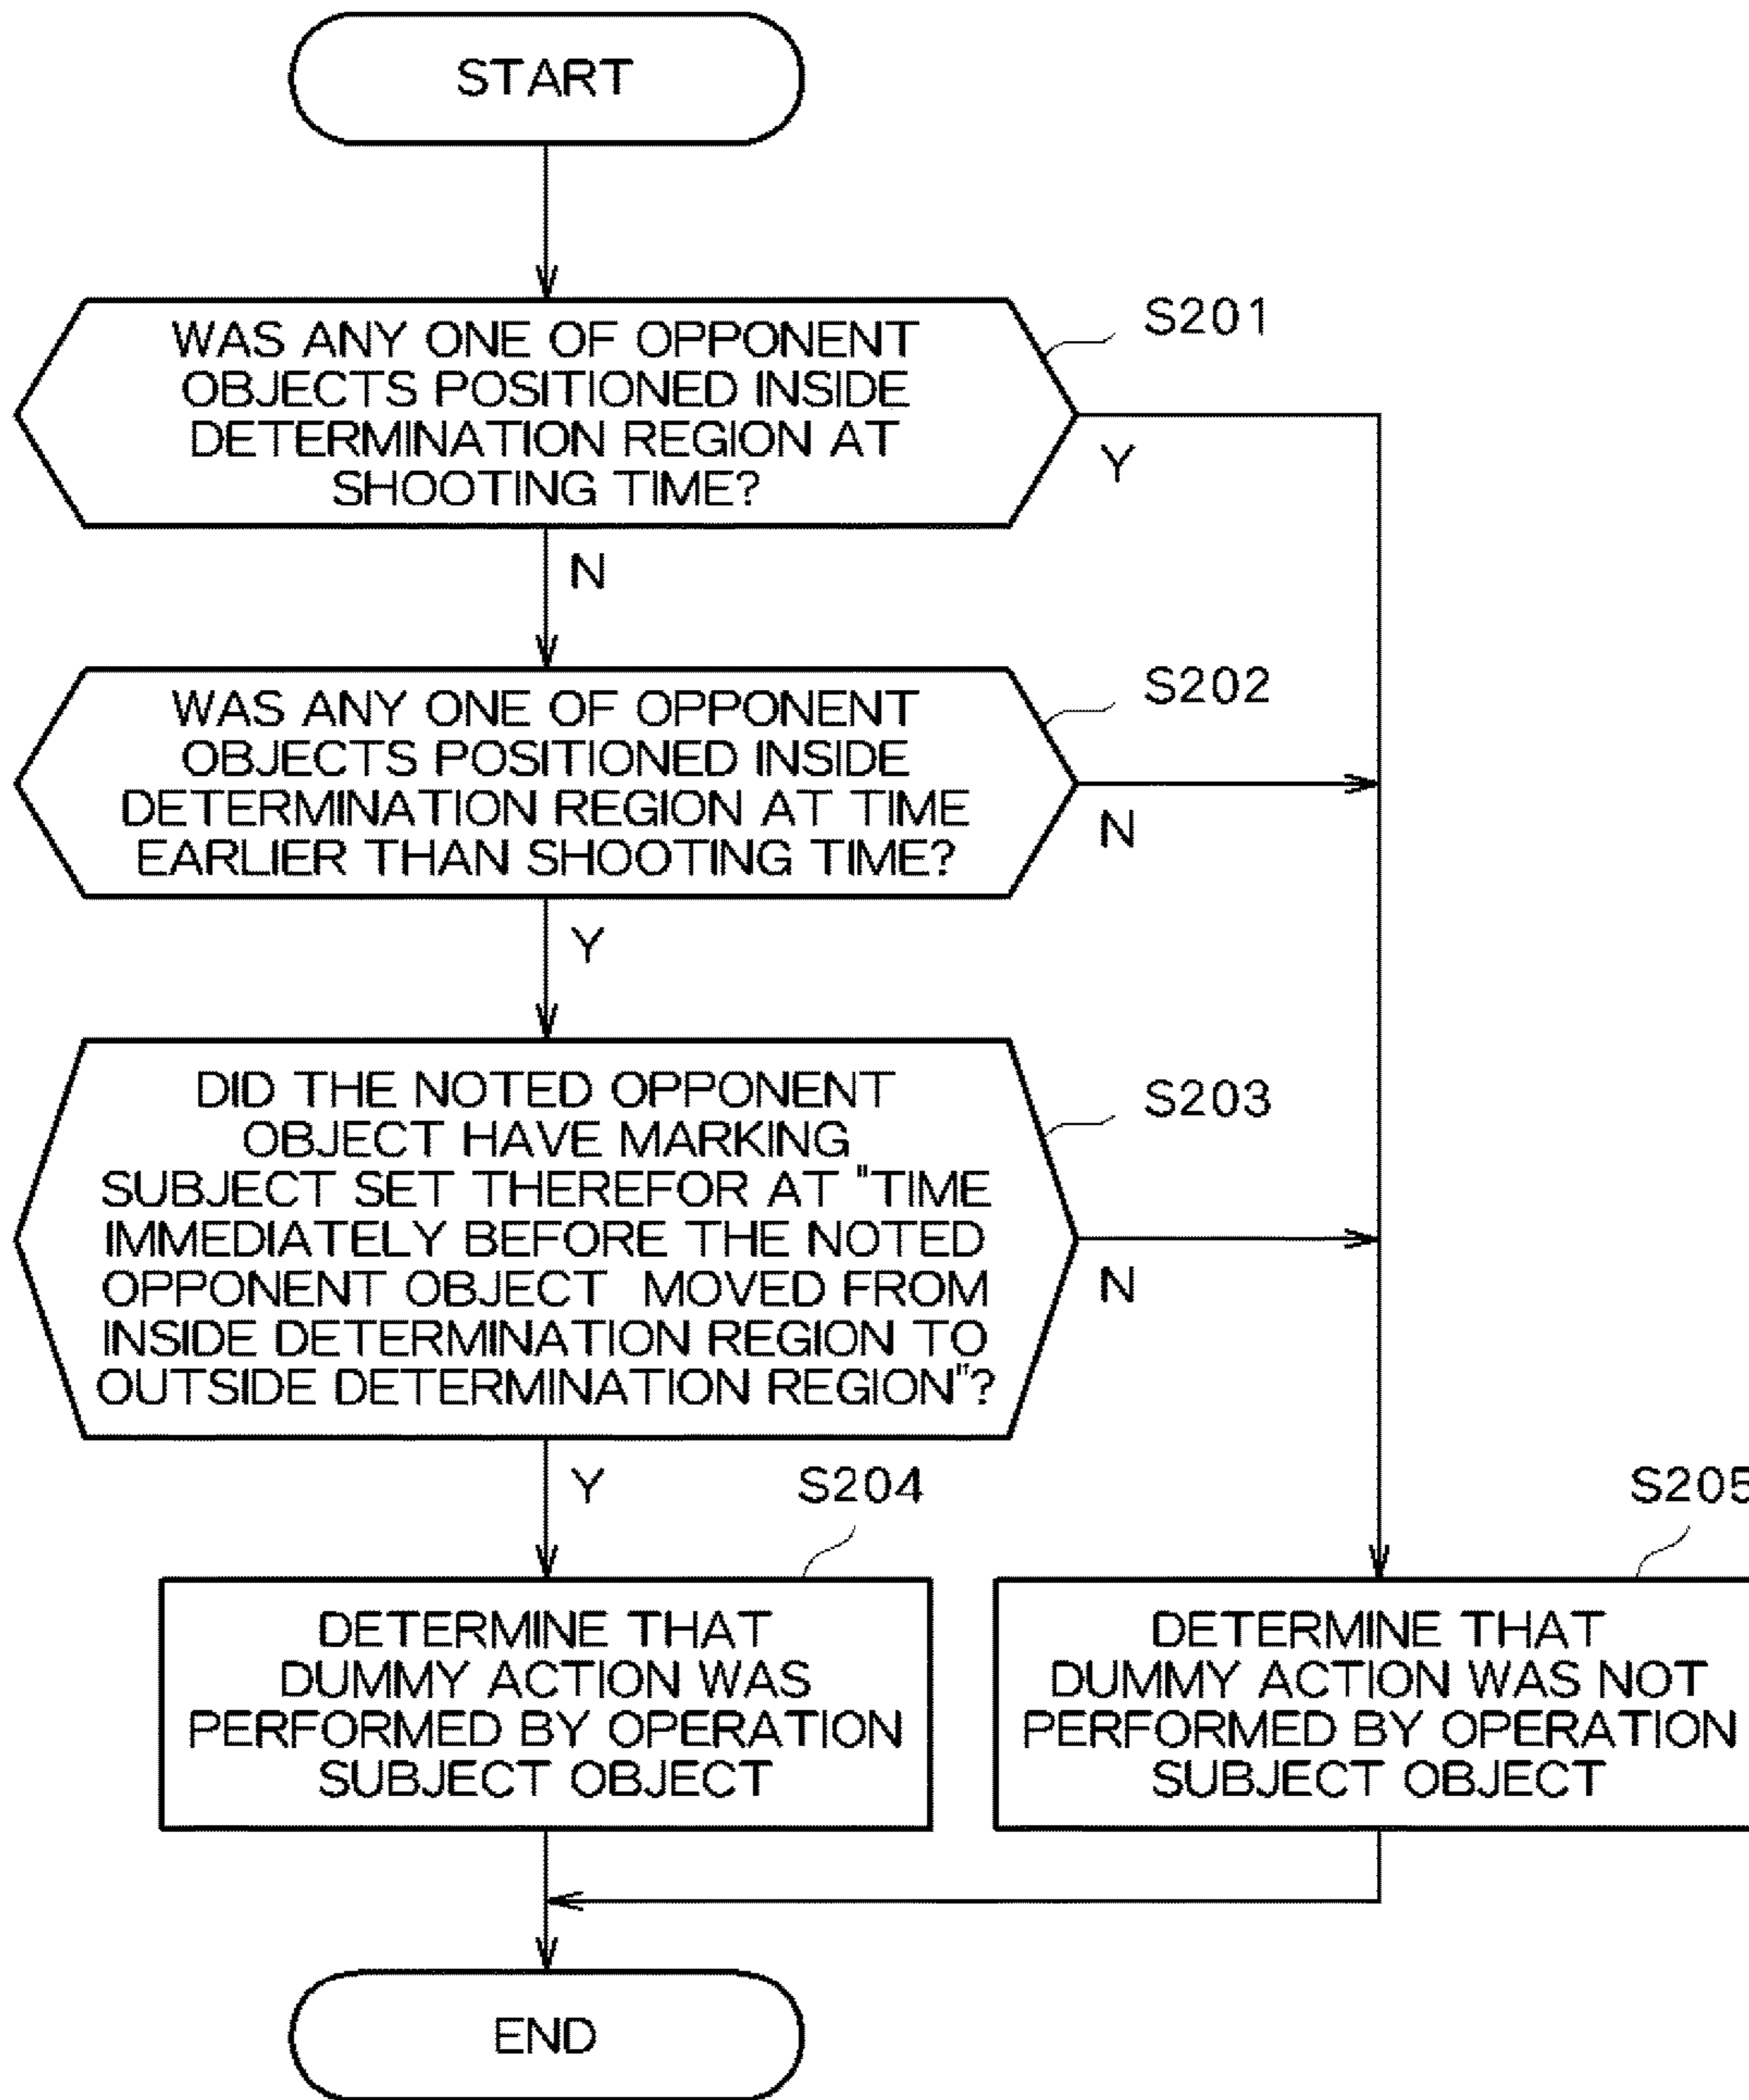 START
S201
WAS ANY ONE OF OPPONENT
OBJECTS POSITIONED INSIDE
DETERMINATION REGION AT
SHOOTING TIME?
Y
N
S202
WAS ANY ONE OF OPPONENT
OBJECTS POSITIONED INSIDE
DETERMINATION REGION AT TIME
EARLIER THAN SHOOTING TIME?
N
Y
S203
DID THE NOTED OPPONENT
OBJECT HAVE MARKING
SUBJECT SET THEREFOR AT "TIME
IMMEDIATELY BEFORE THE NOTED
OPPONENT OBJECT MOVED FROM
INSIDE DETERMINATION REGION TO
OUTSIDE DETERMINATION REGION"?
N
Y
S204
DETERMINE THAT
DUMMY ACTION WAS
PERFORMED BY OPERATION
SUBJECT OBJECT
S205
DETERMINE THAT
DUMMY ACTION WAS NOT
PERFORMED BY OPERATION
SUBJECT OBJECT
END